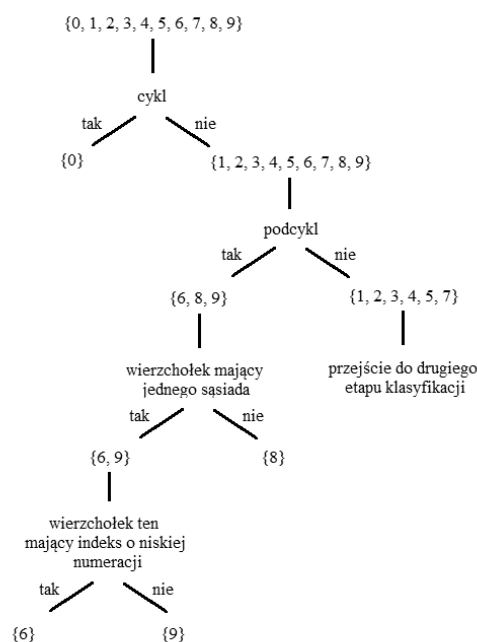 {0, 1, 2, 3, 4, 5, 6, 7, 8, 9}
cykl
tak nie
{0} {1, 2, 3, 4, 5, 6, 7, 8, 9}
podcykl
tak nie
{6, 8, 9} {1, 2, 3, 4, 5, 7}
wierzchołek mający przejście do drugiego
jednego sąsiada etapu klasyfikacji
tak nie
{6, 9} {8}
wierzchołek ten
mający indeks o niskiej
numeracji
tak nie
{6} {9}